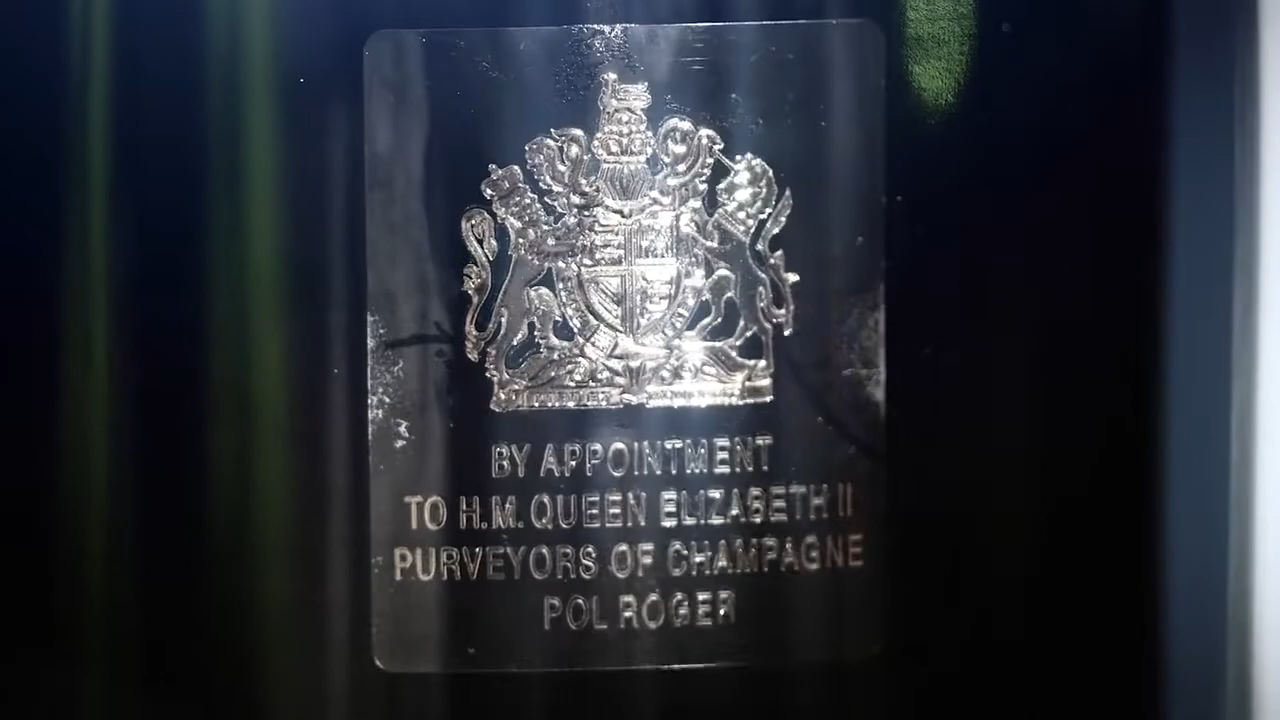 BY APPOINTMENT
TO H.M. QUEEN ELIZABETH II
PURVEYORS OF CHAMPAGNE
POL ROGER